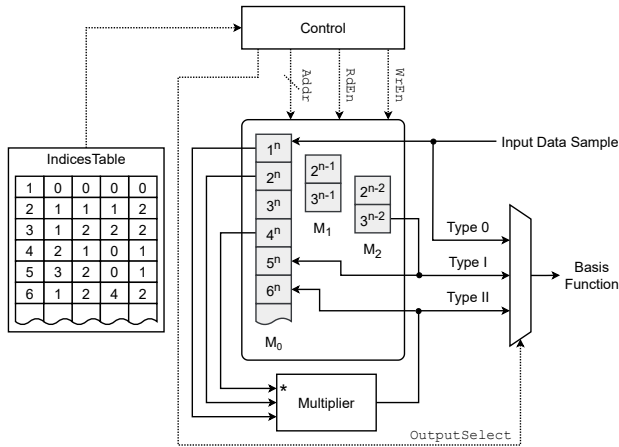 Control
Addr
RdEn
WrEn
IndicesTable
1 0 0 0 0
2 1 1 1 2
3 1 2 2 2
4 2 1 0 1
5 3 2 0 1
6 1 2 4 2
1ⁿ
2ⁿ
3ⁿ
4ⁿ
5ⁿ
6ⁿ
M₀
2ⁿ⁻¹
3ⁿ⁻¹
M₁
2ⁿ⁻²
3ⁿ⁻²
M₂
Input Data Sample
Type 0
Type I
Type II
Basis
Function
*
Multiplier
OutputSelect